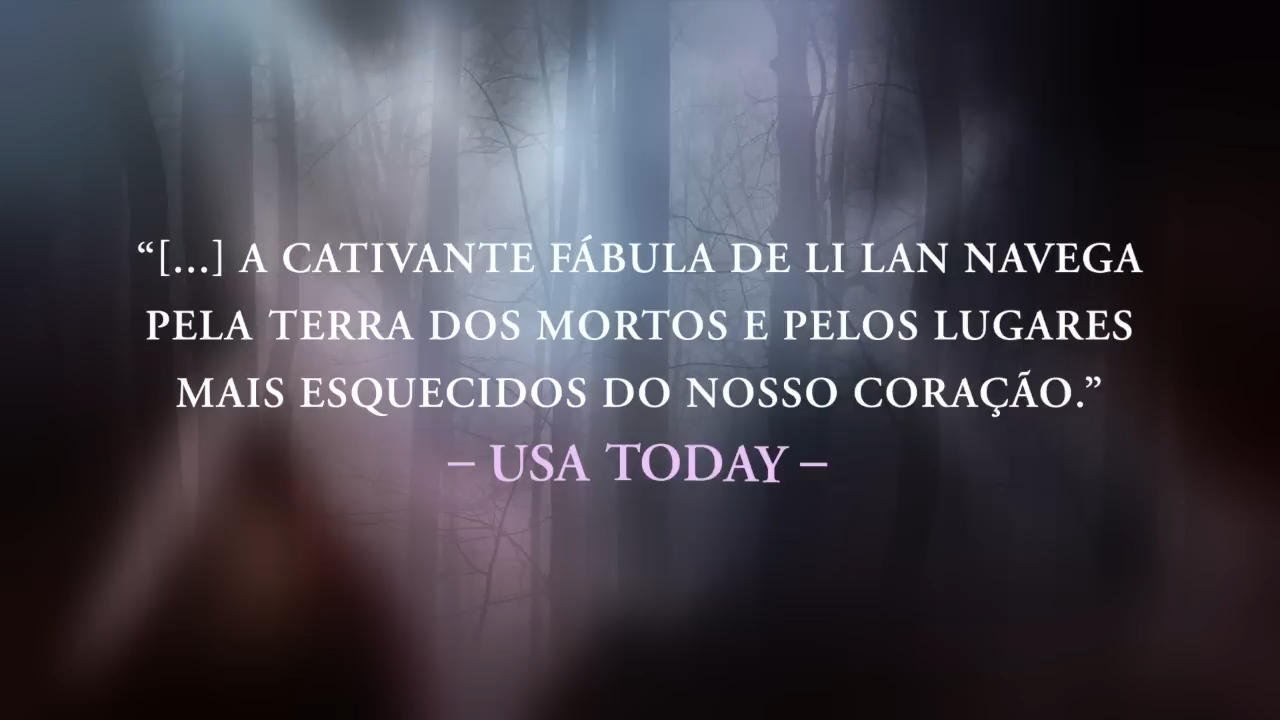 “[...] A CATIVANTE FÁBULA DE LI LAN NAVEGA
PELA TERRA DOS MORTOS E PELOS LUGARES
MAIS ESQUECIDOS DO NOSSO CORAÇÃO.”
– USA TODAY –